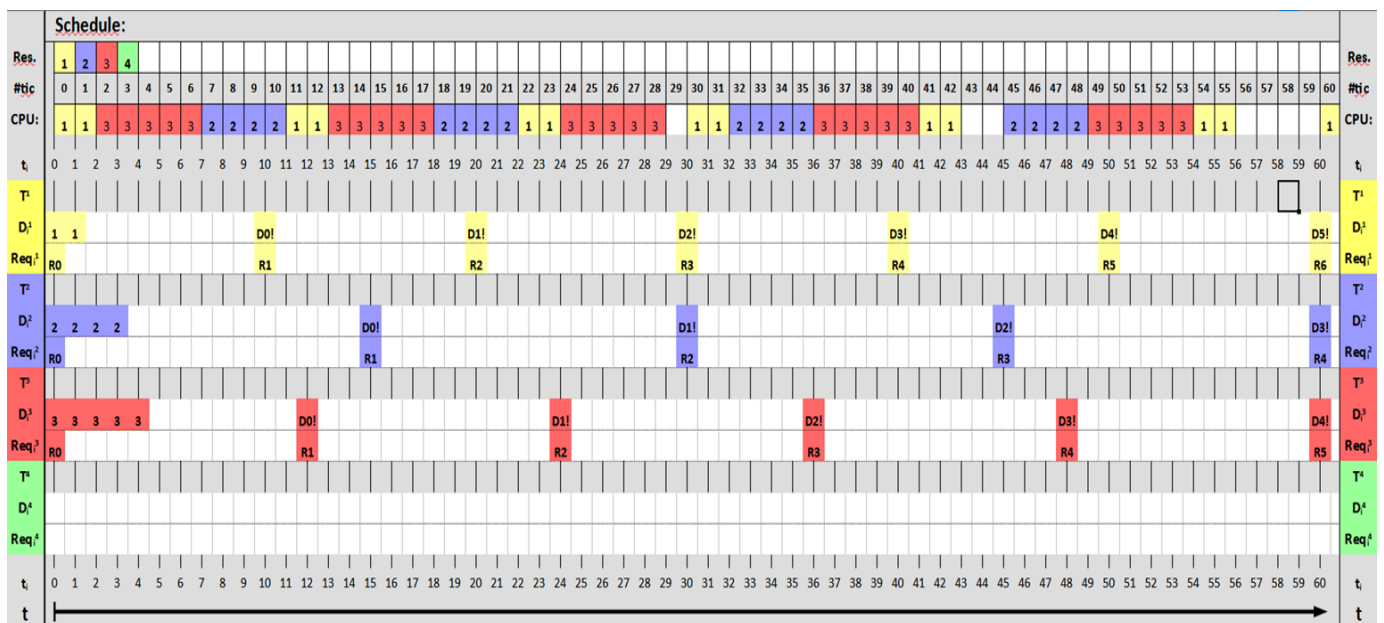 Schedule:
Res. 1 2 3 4 Res.
#tic 0 1 2 3 4 5 6 7 8 9 10 11 12 13 14 15 16 17 18 19 20 21 22 23 24 25 26 27 28 29 30 31 32 33 34 35 36 37 38 39 40 41 42 43 44 45 46 47 48 49 50 51 52 53 54 55 56 57 58 59 60 #tic
CPU: 1 1 3 3 3 3 3 2 2 2 2 1 1 3 3 3 3 3 2 2 2 2 1 1 3 3 3 3 3 1 1 2 2 2 2 3 3 3 3 3 1 1 2 2 2 2 3 3 3 3 3 1 1 1 CPU:
tᵢ 0 1 2 3 4 5 6 7 8 9 10 11 12 13 14 15 16 17 18 19 20 21 22 23 24 25 26 27 28 29 30 31 32 33 34 35 36 37 38 39 40 41 42 43 44 45 46 47 48 49 50 51 52 53 54 55 56 57 58 59 60 tᵢ
T¹ T¹
Dᵢ¹ 1 1 D0! D1! D2! D3! D4! D5! Dᵢ¹
Reqᵢ¹ R0 R1 R2 R3 R4 R5 R6 Reqᵢ¹
T² T²
Dᵢ² 2 2 2 2 D0! D1! D2! D3! Dᵢ²
Reqᵢ² R0 R1 R2 R3 R4 Reqᵢ²
T³ T³
Dᵢ³ 3 3 3 3 3 D0! D1! D2! D3! D4! Dᵢ³
Reqᵢ³ R0 R1 R2 R3 R4 R5 Reqᵢ³
T⁴ T⁴
Dᵢ⁴ Dᵢ⁴
Reqᵢ⁴ Reqᵢ⁴
tᵢ 0 1 2 3 4 5 6 7 8 9 10 11 12 13 14 15 16 17 18 19 20 21 22 23 24 25 26 27 28 29 30 31 32 33 34 35 36 37 38 39 40 41 42 43 44 45 46 47 48 49 50 51 52 53 54 55 56 57 58 59 60 tᵢ
t t